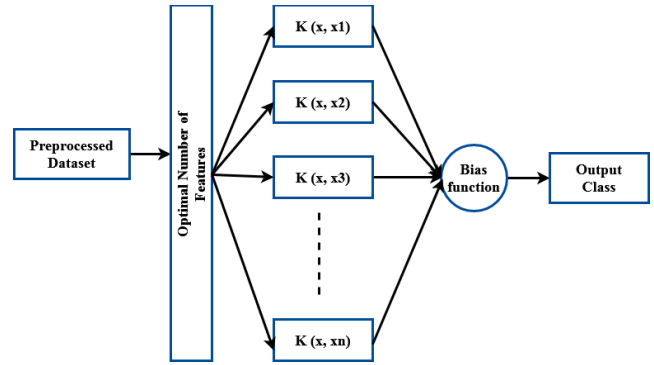 Preprocessed
Dataset
Optimal Number of
Features
K (x, x1)
K (x, x2)
K (x, x3)
K (x, xn)
Bias
function
Output
Class